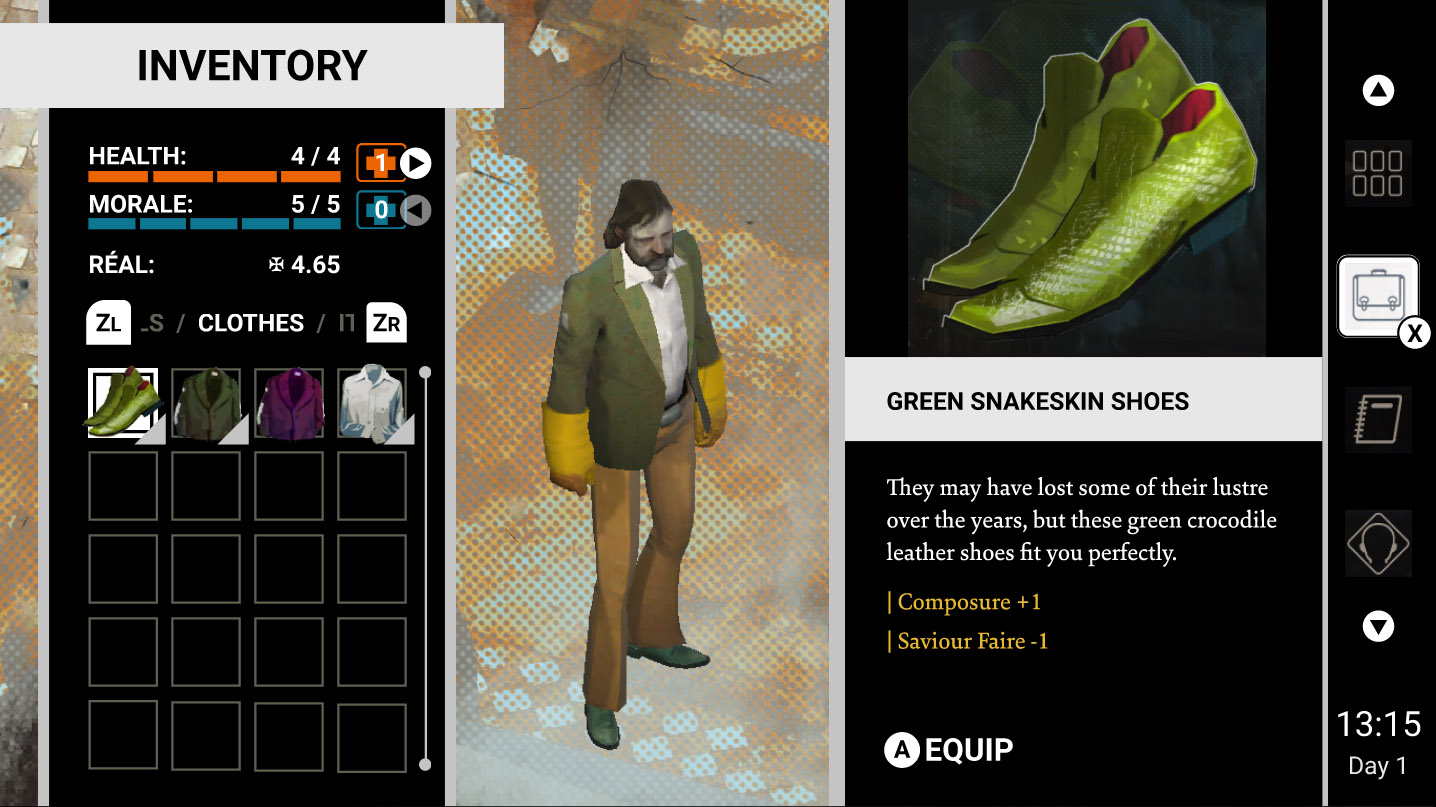 INVENTORY
HEALTH: 4 / 4 1
MORALE: 5 / 5 0
RÉAL: ✠ 4.65
ZL LS / CLOTHES / IT ZR
GREEN SNAKESKIN SHOES
They may have lost some of their lustre
over the years, but these green crocodile
leather shoes fit you perfectly.
| Composure +1
| Saviour Faire -1
A EQUIP
X
13:15
Day 1